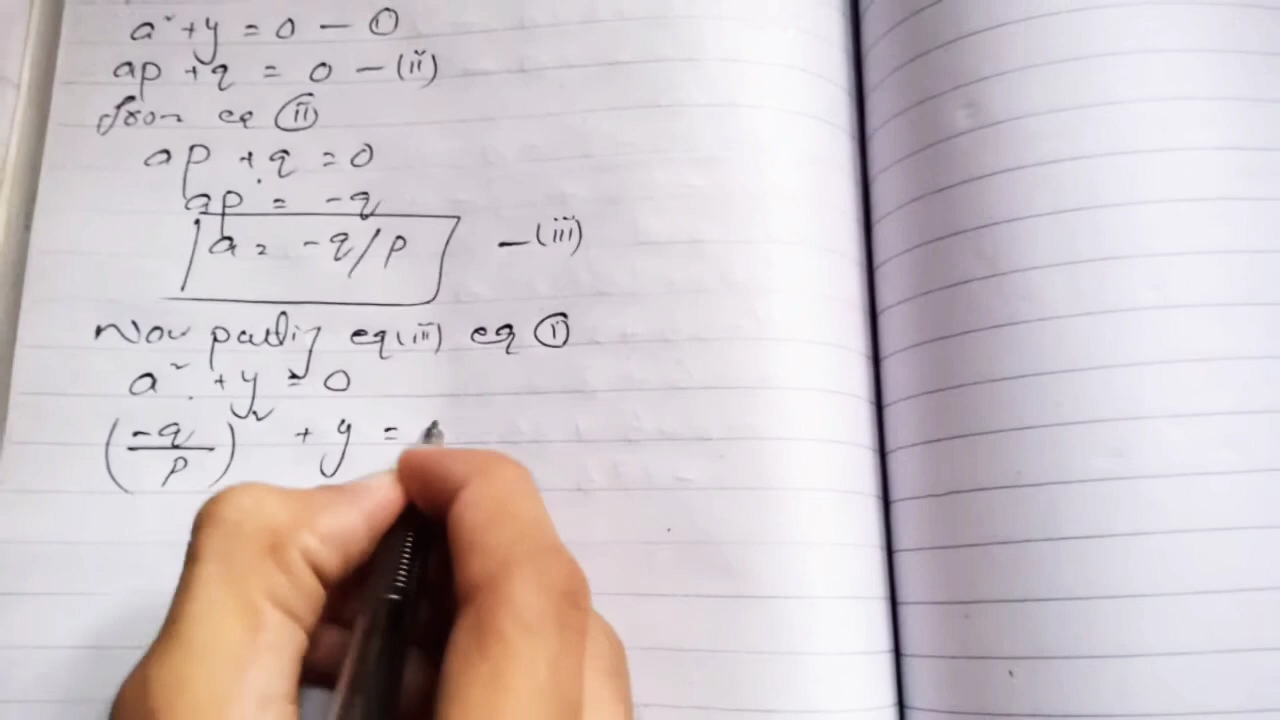 a² + y = 0 — (i)
ap + q = 0 — (ii)
from eq (ii)
ap + q = 0
ap = -q
a = -q/p — (iii)
Now putting eq(iii) eq (i)
a² + y = 0
(-q/p)² + y =